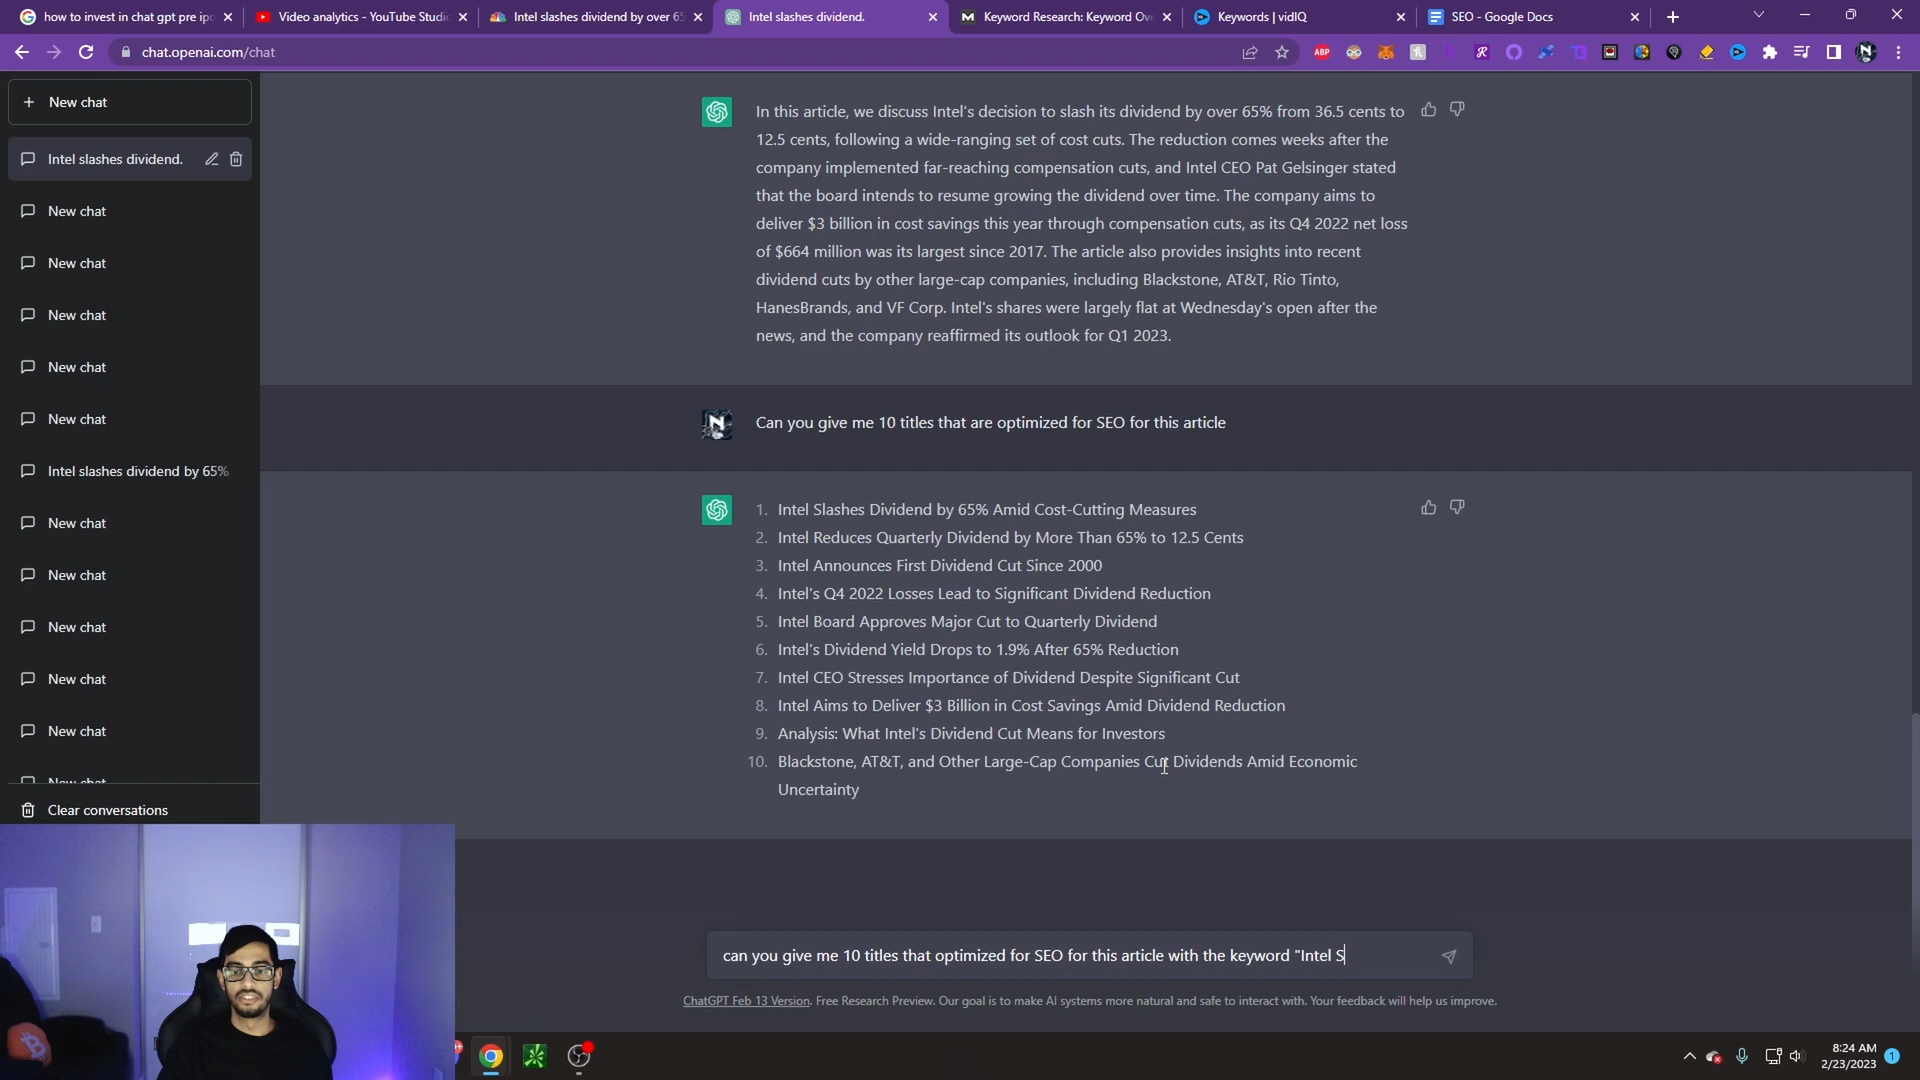 how to invest in chat gpt pre ip
Video analytics - YouTube Studi
Intel slashes dividend by over 6
Intel slashes dividend.
Keyword Research: Keyword Ov
Keywords | vidIQ
SEO - Google Docs
chat.openai.com/chat
ABP
New chat
Intel slashes dividend.
New chat
New chat
New chat
New chat
New chat
Intel slashes dividend by 65%
New chat
New chat
New chat
New chat
New chat
New chat
Clear conversations
In this article, we discuss Intel's decision to slash its dividend by over 65% from 36.5 cents to
12.5 cents, following a wide-ranging set of cost cuts. The reduction comes weeks after the
company implemented far-reaching compensation cuts, and Intel CEO Pat Gelsinger stated
that the board intends to resume growing the dividend over time. The company aims to
deliver $3 billion in cost savings this year through compensation cuts, as its Q4 2022 net loss
of $664 million was its largest since 2017. The article also provides insights into recent
dividend cuts by other large-cap companies, including Blackstone, AT&T, Rio Tinto,
HanesBrands, and VF Corp. Intel's shares were largely flat at Wednesday's open after the
news, and the company reaffirmed its outlook for Q1 2023.
Can you give me 10 titles that are optimized for SEO for this article
1. Intel Slashes Dividend by 65% Amid Cost-Cutting Measures
2. Intel Reduces Quarterly Dividend by More Than 65% to 12.5 Cents
3. Intel Announces First Dividend Cut Since 2000
4. Intel's Q4 2022 Losses Lead to Significant Dividend Reduction
5. Intel Board Approves Major Cut to Quarterly Dividend
6. Intel's Dividend Yield Drops to 1.9% After 65% Reduction
7. Intel CEO Stresses Importance of Dividend Despite Significant Cut
8. Intel Aims to Deliver $3 Billion in Cost Savings Amid Dividend Reduction
9. Analysis: What Intel's Dividend Cut Means for Investors
10. Blackstone, AT&T, and Other Large-Cap Companies Cut Dividends Amid Economic
Uncertainty
can you give me 10 titles that optimized for SEO for this article with the keyword "Intel S
ChatGPT Feb 13 Version. Free Research Preview. Our goal is to make AI systems more natural and safe to interact with. Your feedback will help us improve.
8:24 AM
2/23/2023
1